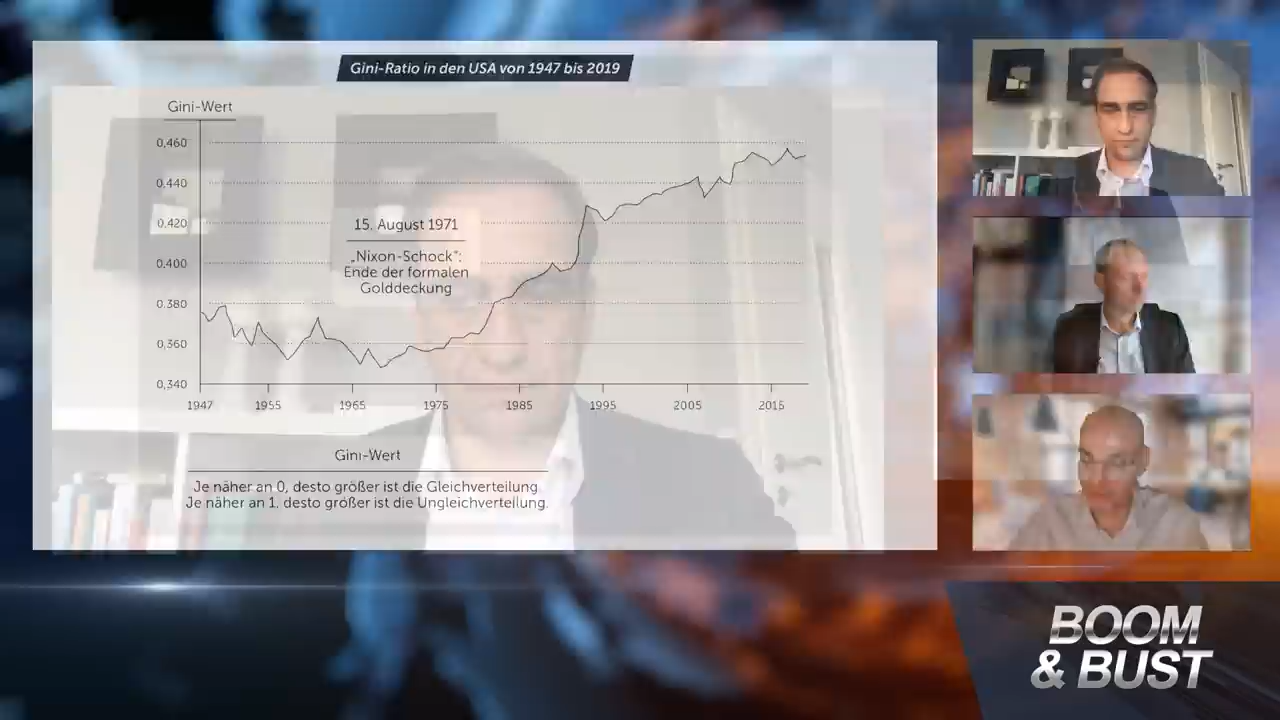 Gini-Ratio in den USA von 1947 bis 2019
Gini-Wert
0,460
0,440
0,420
0,400
0,380
0,360
0,340
15. August 1971
„Nixon-Schock“:
Ende der formalen
Golddeckung
1947 1955 1965 1975 1985 1995 2005 2015
Gini-Wert
Je näher an 0, desto größer ist die Gleichverteilung
Je näher an 1. desto größer ist die Ungleichverteilung.
BOOM
& BUST